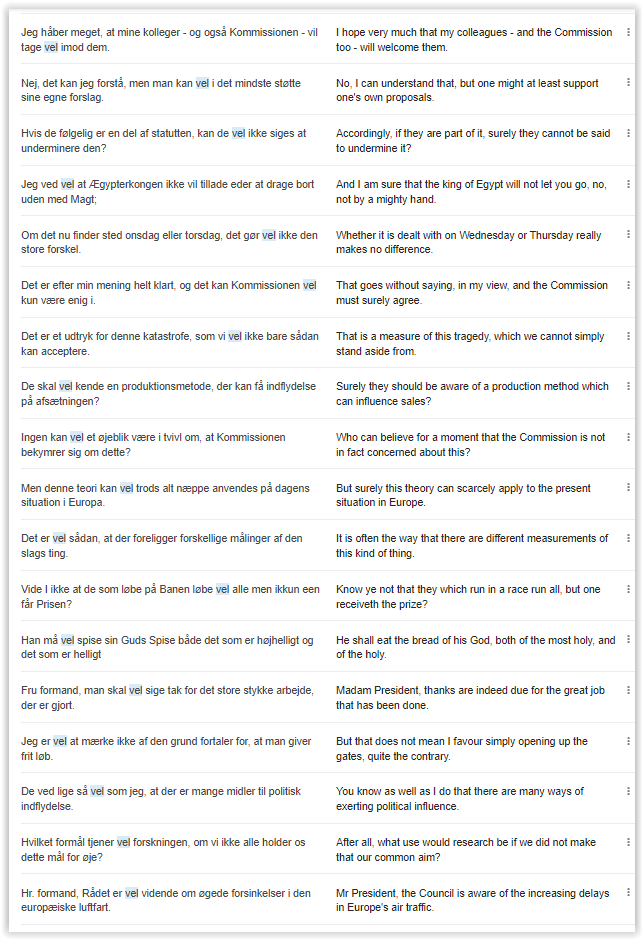 Jeg håber meget, at mine kolleger - og også Kommissionen - vil
tage vel imod dem.
I hope very much that my colleagues - and the Commission
too - will welcome them.
Nej, det kan jeg forstå, men man kan vel i det mindste støtte
sine egne forslag.
No, I can understand that, but one might at least support
one's own proposals.
Hvis de følgelig er en del af statutten, kan de vel ikke siges at
underminere den?
Accordingly, if they are part of it, surely they cannot be said
to undermine it?
Jeg ved vel at Ægypterkongen ikke vil tillade eder at drage bort
uden med Magt;
And I am sure that the king of Egypt will not let you go, no,
not by a mighty hand.
Om det nu finder sted onsdag eller torsdag, det gør vel ikke den
store forskel.
Whether it is dealt with on Wednesday or Thursday really
makes no difference.
Det er efter min mening helt klart, og det kan Kommissionen vel
kun være enig i.
That goes without saying, in my view, and the Commission
must surely agree.
Det er et udtryk for denne katastrofe, som vi vel ikke bare sådan
kan acceptere.
That is a measure of this tragedy, which we cannot simply
stand aside from.
De skal vel kende en produktionsmetode, der kan få indflydelse
på afsætningen?
Surely they should be aware of a production method which
can influence sales?
Ingen kan vel et øjeblik være i tvivl om, at Kommissionen
bekymrer sig om dette?
Who can believe for a moment that the Commission is not
in fact concerned about this?
Men denne teori kan vel trods alt næppe anvendes på dagens
situation i Europa.
But surely this theory can scarcely apply to the present
situation in Europe.
Det er vel sådan, at der foreligger forskellige målinger af den
slags ting.
It is often the way that there are different measurements of
this kind of thing.
Vide I ikke at de som løbe på Banen løbe vel alle men ikkun een
får Prisen?
Know ye not that they which run in a race run all, but one
receiveth the prize?
Han må vel spise sin Guds Spise både det som er højhelligt og
det som er helligt
He shall eat the bread of his God, both of the most holy, and
of the holy.
Fru formand, man skal vel sige tak for det store stykke arbejde,
der er gjort.
Madam President, thanks are indeed due for the great job
that has been done.
Jeg er vel at mærke ikke af den grund fortaler for, at man giver
frit løb.
But that does not mean I favour simply opening up the
gates, quite the contrary.
De ved lige så vel som jeg, at der er mange midler til politisk
indflydelse.
You know as well as I do that there are many ways of
exerting political influence.
Hvilket formål tjener vel forskningen, om vi ikke alle holder os
dette mål for øje?
After all, what use would research be if we did not make
that our common aim?
Hr. formand, Rådet er vel vidende om øgede forsinkelser i den
europæiske luftfart.
Mr President, the Council is aware of the increasing delays
in Europe's air traffic.